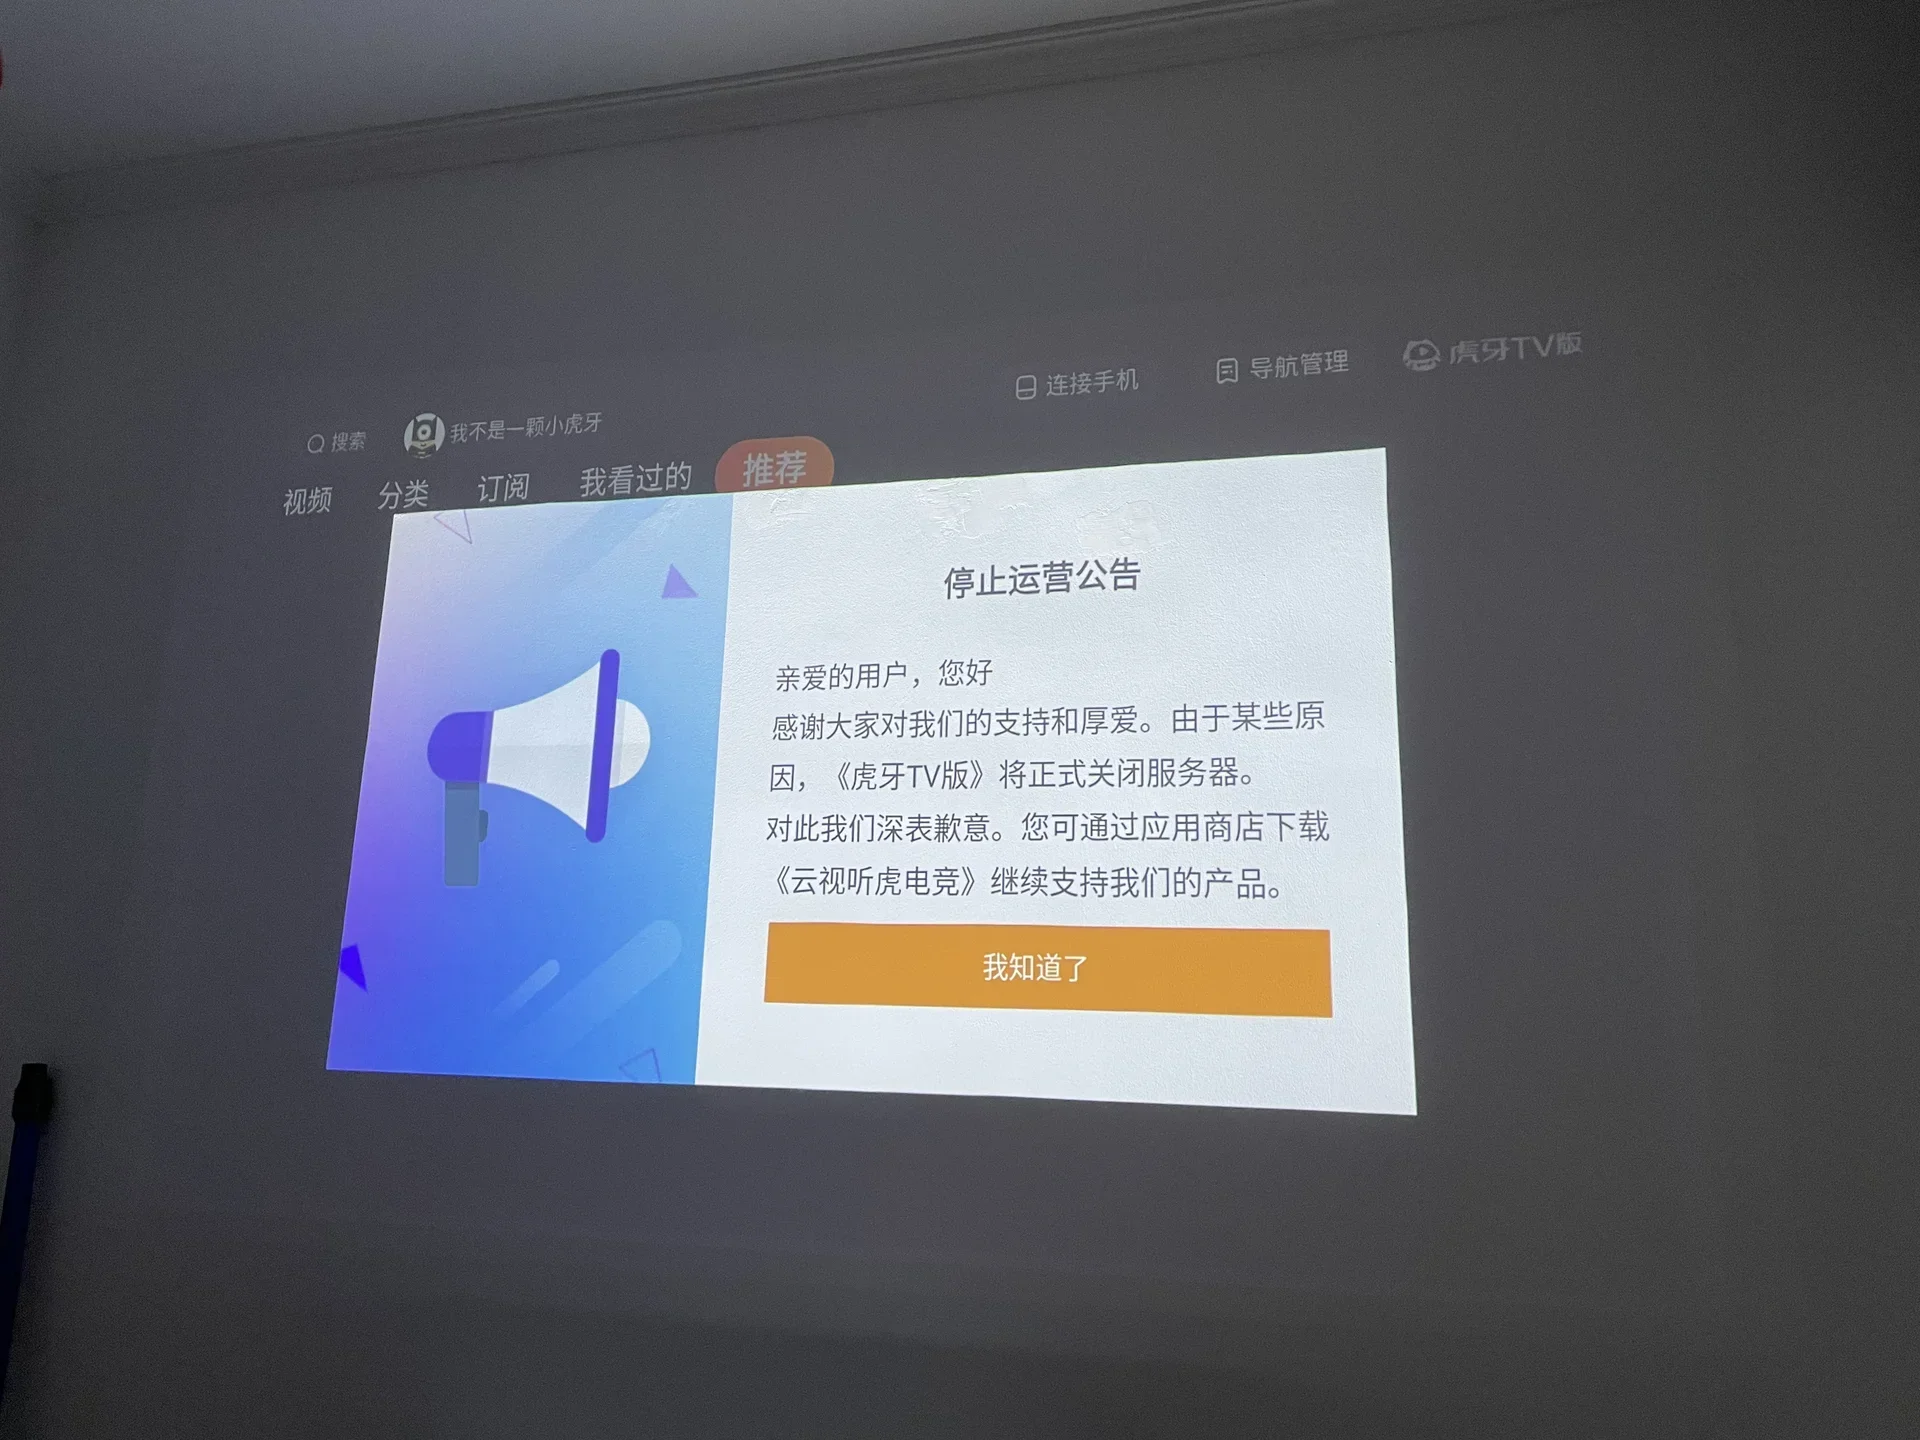 连接手机
导航管理
虎牙TV版
搜索
我不是一颗小虎牙
视频
分类
订阅
我看过的
推荐
停止运营公告
亲爱的用户，您好
感谢大家对我们的支持和厚爱。由于某些原
因，《虎牙TV版》将正式关闭服务器。
对此我们深表歉意。您可通过应用商店下载
《云视听虎电竞》继续支持我们的产品。
我知道了